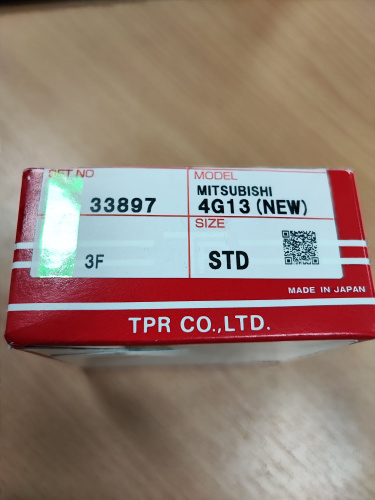 SET NO
33897
MODEL
MITSUBISHI
4G13 (NEW)
3F
SIZE
STD
MADE IN JAPAN
TPR CO.,LTD.